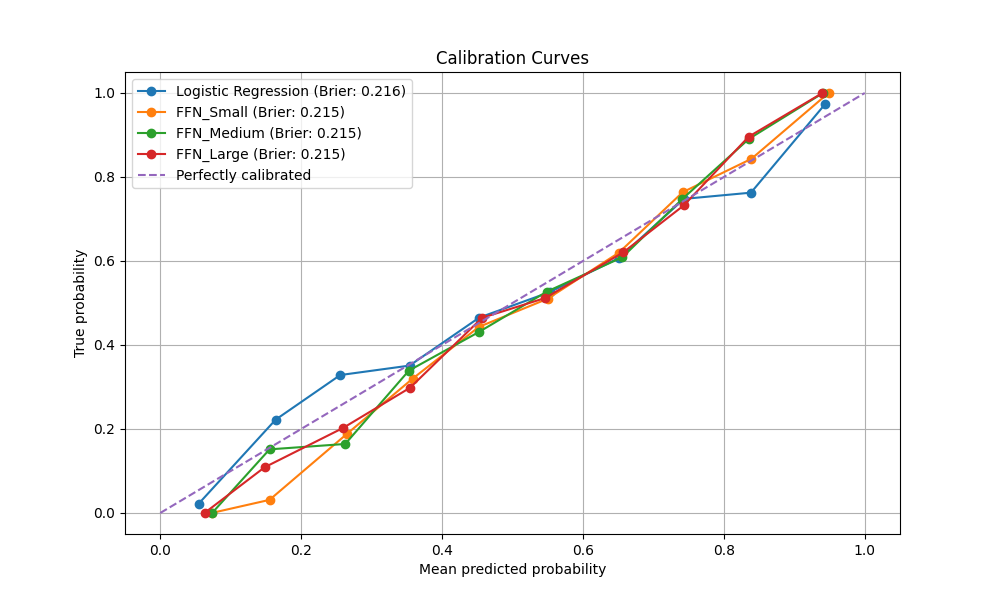 Calibration Curves
Logistic Regression (Brier: 0.216)
FFN_Small (Brier: 0.215)
FFN_Medium (Brier: 0.215)
FFN_Large (Brier: 0.215)
Perfectly calibrated
True probability
1.0
0.8
0.6
0.4
0.2
0.0
0.0 0.2 0.4 0.6 0.8 1.0
Mean predicted probability